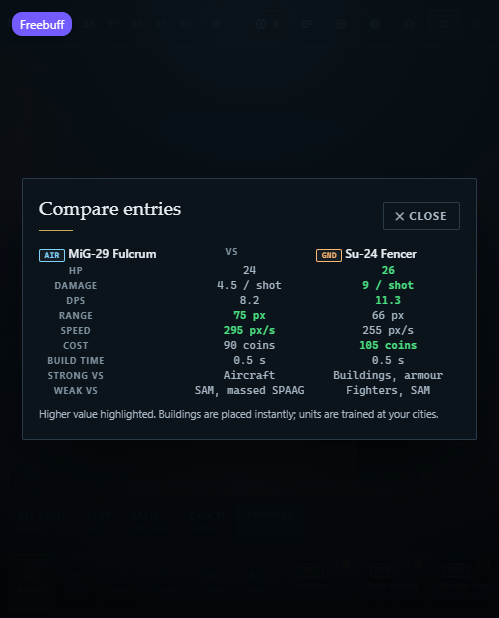 Freebuff
Compare entries
× CLOSE
AIR MiG-29 Fulcrum VS GND Su-24 Fencer
HP 24 26
DAMAGE 4.5 / shot 9 / shot
DPS 8.2 11.3
RANGE 75 px 66 px
SPEED 295 px/s 255 px/s
COST 90 coins 105 coins
BUILD TIME 0.5 s 0.5 s
STRONG VS Aircraft Buildings, armour
WEAK VS SAM, massed SPAAG Fighters, SAM
Higher value highlighted. Buildings are placed instantly; units are trained at your cities.